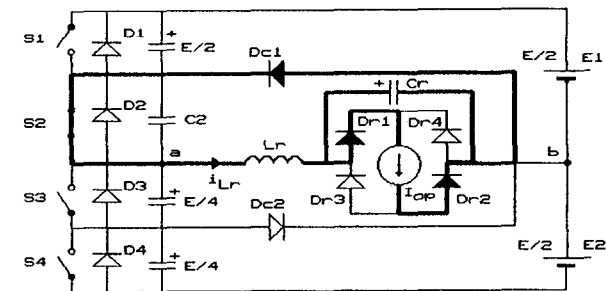 S1
D1
+
E/2
Dc1
E/2
E1
+
Cr
S2
D2
C2
Dr1
Dr4
a
Lr
b
iLr
S3
D3
+
E/4
Dc2
Dr3
Iop
Dr2
E/2
E2
S4
D4
+
E/4